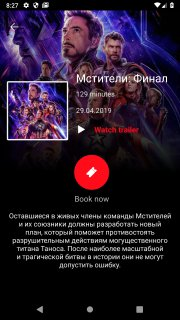 8:27
Мстители: Финал
129 minutes
29.04.2019
Watch trailer
Book now
Оставшиеся в живых члены команды Мстителей
и их союзники должны разработать новый
план, который поможет противостоять
разрушительным действиям могущественного
титана Таноса. После наиболее масштабной
и трагической битвы в истории они не могут
допустить ошибку.